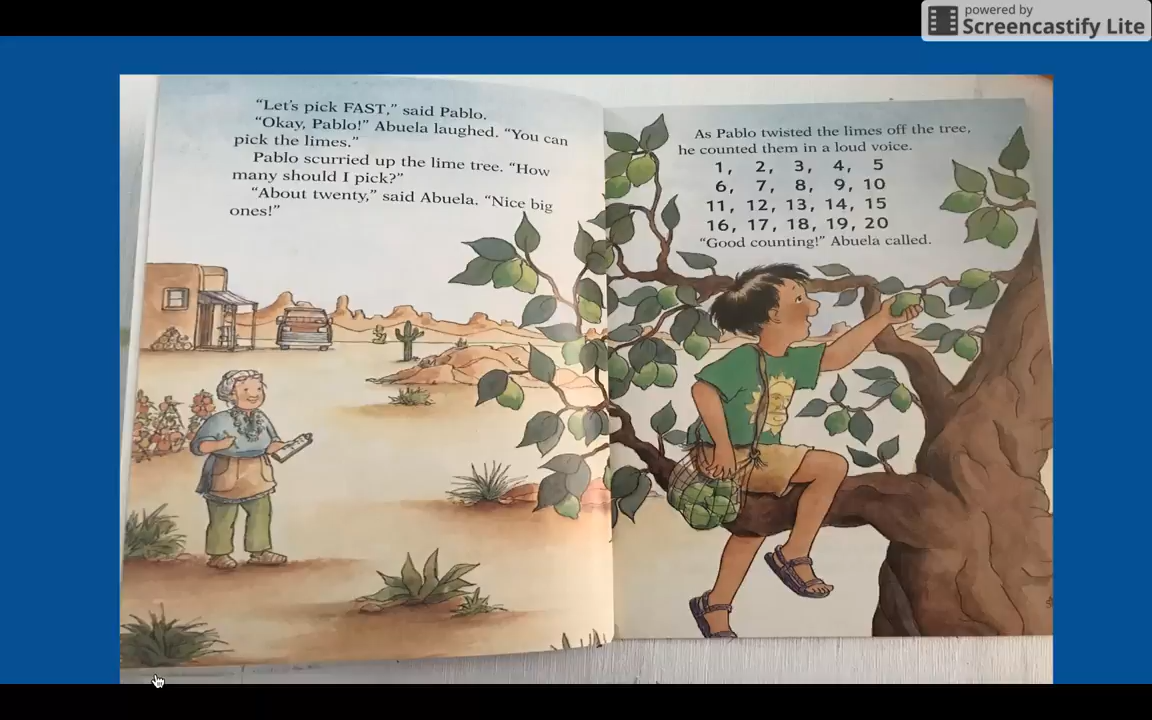 powered by
Screencastify Lite
“Let’s pick FAST,” said Pablo.
“Okay, Pablo!” Abuela laughed. “You can
pick the limes.”
Pablo scurried up the lime tree. “How
many should I pick?”
“About twenty,” said Abuela. “Nice big
ones!”
As Pablo twisted the limes off the tree,
he counted them in a loud voice.
1, 2, 3, 4, 5
6, 7, 8, 9, 10
11, 12, 13, 14, 15
16, 17, 18, 19, 20
“Good counting!” Abuela called.